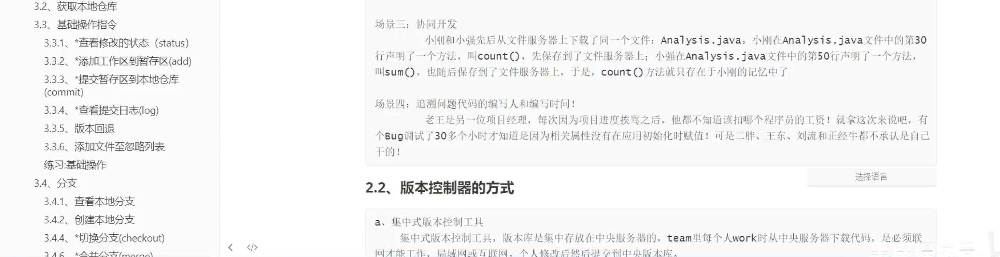 3.2、获取本地仓库
3.3、基础操作指令
3.3.1、*查看修改的状态（status）
3.3.2、*添加工作区到暂存区(add)
3.3.3、*提交暂存区到本地仓库
(commit)
3.3.4、*查看提交日志(log)
3.3.5、版本回退
3.3.6、添加文件至忽略列表
练习:基础操作
3.4、分支
3.4.1、查看本地分支
3.4.2、创建本地分支
3.4.4、*切换分支(checkout)
3.4.6、*合并分支(merge)
场景三：协同开发
小刚和小强先后从文件服务器上下载了同一个文件：Analysis.java。小刚在Analysis.java文件中的第30
行声明了一个方法，叫count()，先保存到了文件服务器上；小强在Analysis.java文件中的第50行声明了一个方法，
叫sum()，也随后保存到了文件服务器上，于是，count()方法就只存在于小刚的记忆中了
场景四：追溯问题代码的编写人和编写时间！
老王是另一位项目经理，每次因为项目进度挨骂之后，他都不知道该扣哪个程序员的工资！就拿这次来说吧，有
个Bug调试了30多个小时才知道是因为相关属性没有在应用初始化时赋值！可是二胖、王东、刘流和正经牛都不承认是自己
干的！
选择语言
2.2、版本控制器的方式
a、集中式版本控制工具
集中式版本控制工具，版本库是集中存放在中央服务器的，team里每个人work时从中央服务器下载代码，是必须联
网才能工作，局域网或互联网。个人修改后然后提交到中央版本库。